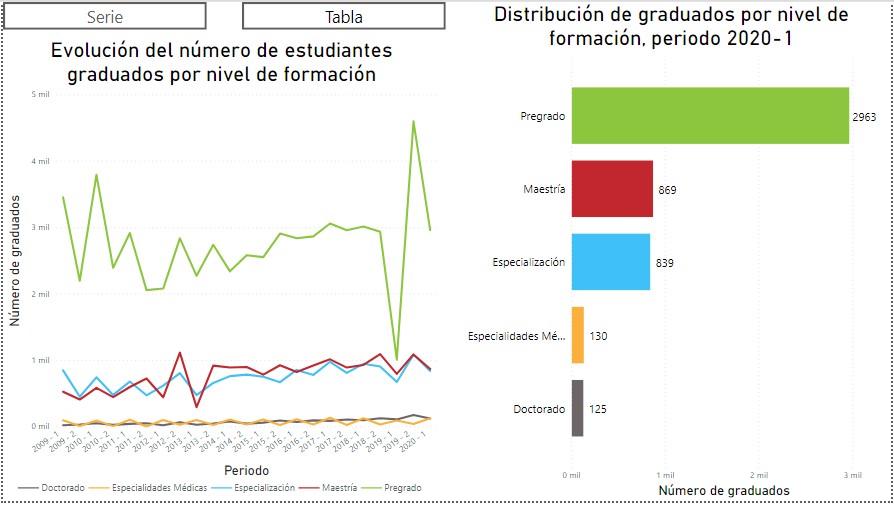 Serie
Tabla
Evolución del número de estudiantes
graduados por nivel de formación
Número de graduados
5 mil
4 mil
3 mil
2 mil
1 mil
0 mil
2009 - 1
2009 - 2
2010 - 1
2010 - 2
2011 - 1
2011 - 2
2012 - 1
2012 - 2
2013 - 1
2013 - 2
2014 - 1
2014 - 2
2015 - 1
2015 - 2
2016 - 1
2016 - 2
2017 - 1
2017 - 2
2018 - 1
2018 - 2
2019 - 1
2019 - 2
2020 - 1
Periodo
Doctorado
Especialidades Médicas
Especialización
Maestría
Pregrado
Distribución de graduados por nivel de
formación, periodo 2020-1
Pregrado
2963
Maestría
869
Especialización
839
Especialidades Mé...
130
Doctorado
125
0 mil
1 mil
2 mil
3 mil
Número de graduados